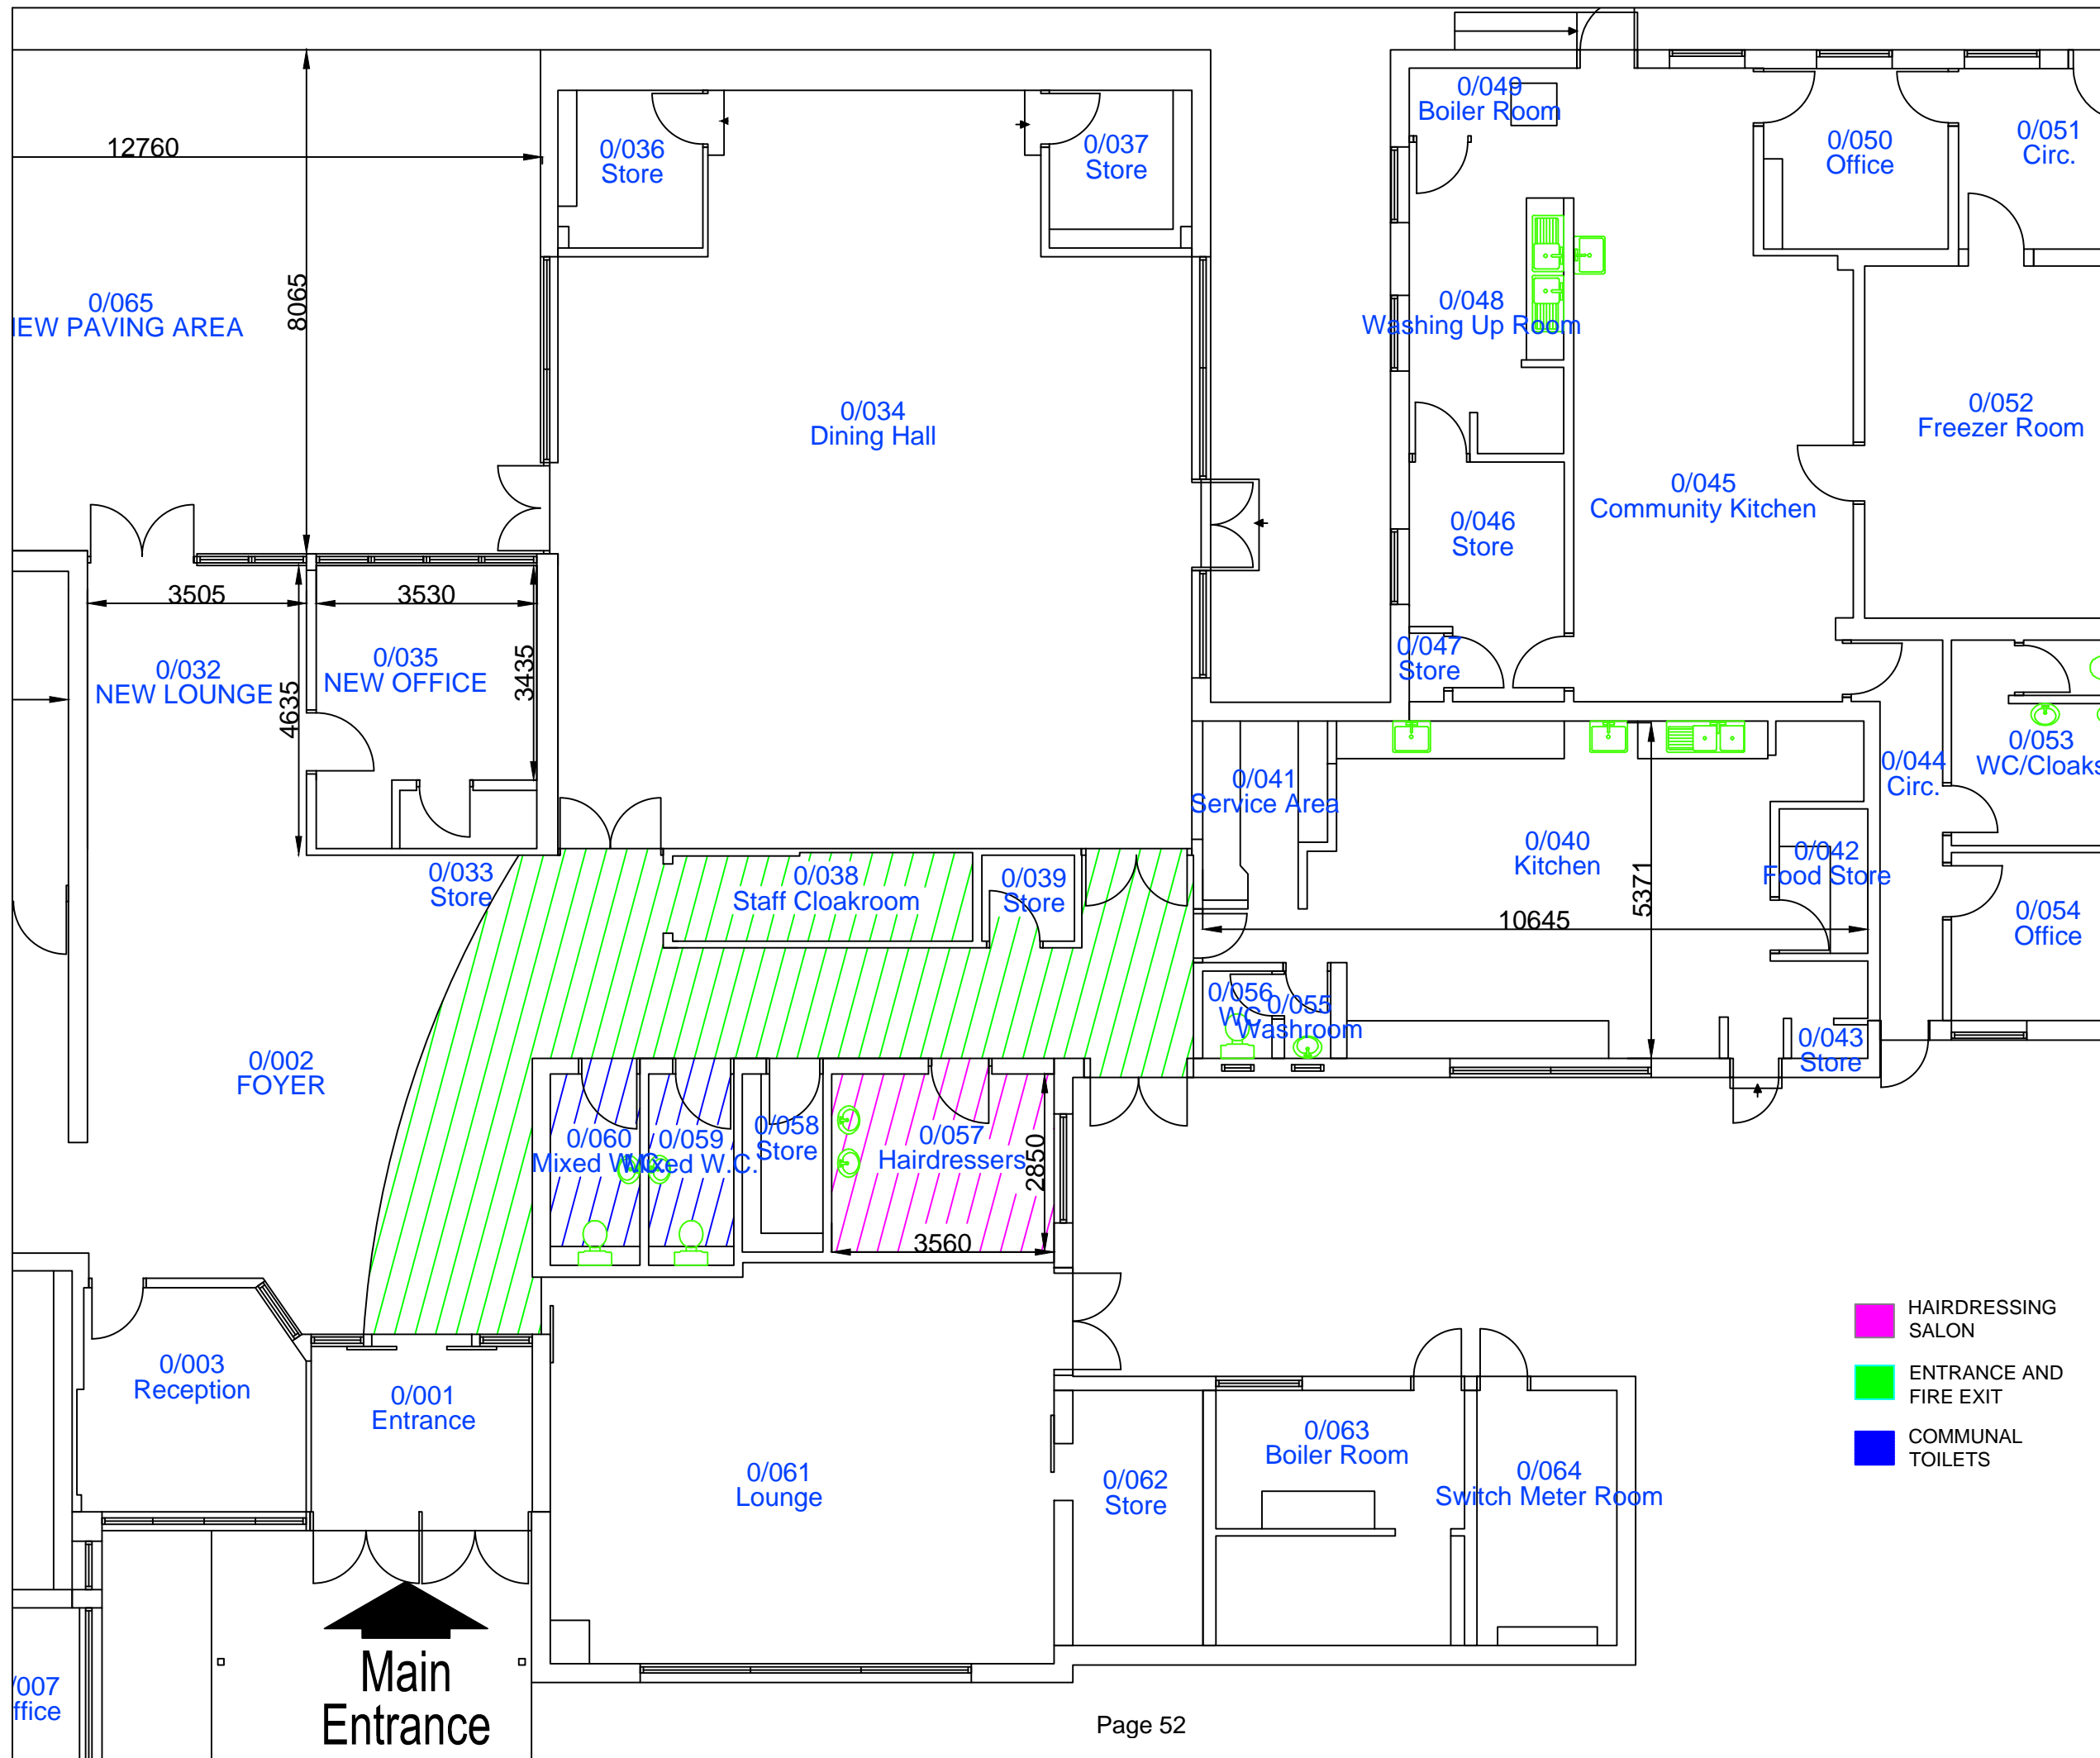 0/049
Boiler Room
0/050
Office
0/051
Circ.
12760
0/036
Store
0/037
Store
0/065
8065
PAVING AREA
0/048
Washing Up Room
0/034
Dining Hall
0/052
Freezer Room
0/045
Community Kitchen
0/046
Store
3505
3530
0/032
NEW LOUNGE
4635
0/035
NEW OFFICE
3435
0/047
Store
0/053
WC/Cloaks
0/044
Circ.
0/041
Service Area
0/040
Kitchen
5371
10645
0/042
Food Store
0/033
Store
0/038
Staff Cloakroom
0/039
Store
0/054
Office
0/056
WC
0/055
Washroom
0/043
Store
0/002
FOYER
0/060
Mixed W.C.
0/059
Mixed W.C.
0/058
Store
0/057
Hairdressers
2850
3560
HAIRDRESSING
SALON
ENTRANCE AND
FIRE EXIT
COMMUNAL
TOILETS
0/003
Reception
0/001
Entrance
0/061
Lounge
0/062
Store
0/063
Boiler Room
0/064
Switch Meter Room
Main
Entrance
/007
ffice
Page 52